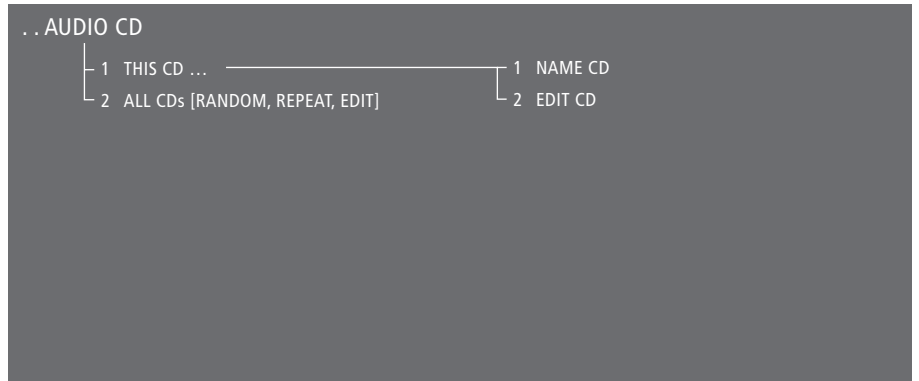 . . AUDIO CD
1 THIS CD ... 1 NAME CD
2 ALL CDs [RANDOM, REPEAT, EDIT] 2 EDIT CD